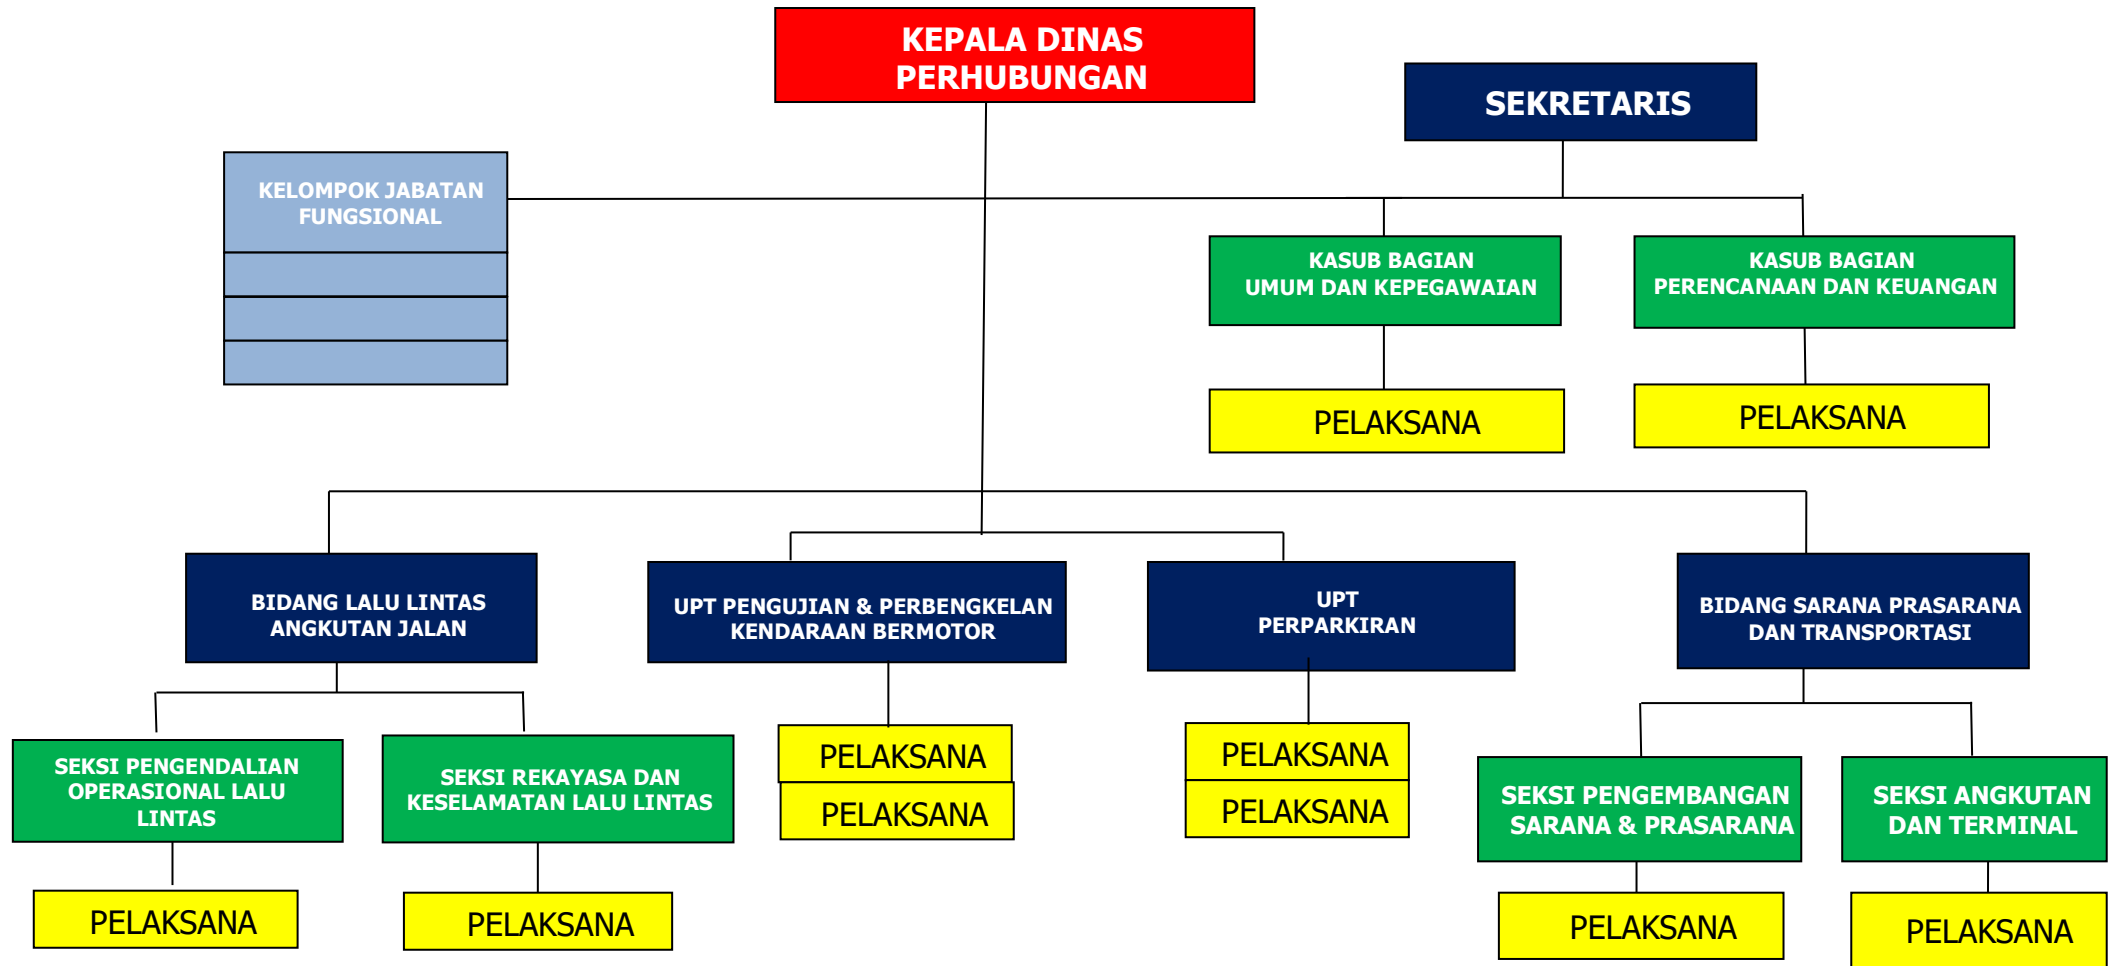 KEPALA DINAS
PERHUBUNGAN
SEKRETARIS
KELOMPOK JABATAN
FUNGSIONAL
KASUB BAGIAN
UMUM DAN KEPEGAWAIAN
KASUB BAGIAN
PERENCANAAN DAN KEUANGAN
PELAKSANA
PELAKSANA
BIDANG LALU LINTAS
ANGKUTAN JALAN
UPT PENGUJIAN & PERBENGKELAN
KENDARAAN BERMOTOR
UPT
PERPARKIRAN
BIDANG SARANA PRASARANA
DAN TRANSPORTASI
SEKSI PENGENDALIAN
OPERASIONAL LALU
LINTAS
SEKSI REKAYASA DAN
KESELAMATAN LALU LINTAS
PELAKSANA
PELAKSANA
PELAKSANA
PELAKSANA
SEKSI PENGEMBANGAN
SARANA & PRASARANA
SEKSI ANGKUTAN
DAN TERMINAL
PELAKSANA
PELAKSANA
PELAKSANA
PELAKSANA